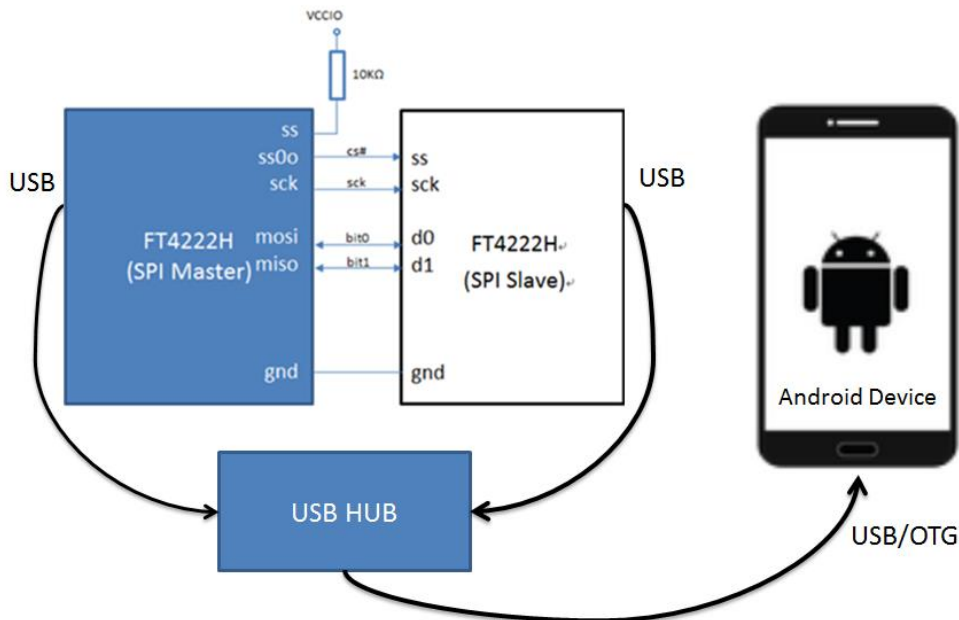 VCCIO
10KΩ
ss
ss0o
cs#
ss
sck
sck
sck
USB
USB
FT4222H
(SPI Master)
mosi
bit0
d0
miso
bit1
d1
FT4222H
(SPI Slave)
gnd
gnd
Android Device
USB HUB
USB/OTG